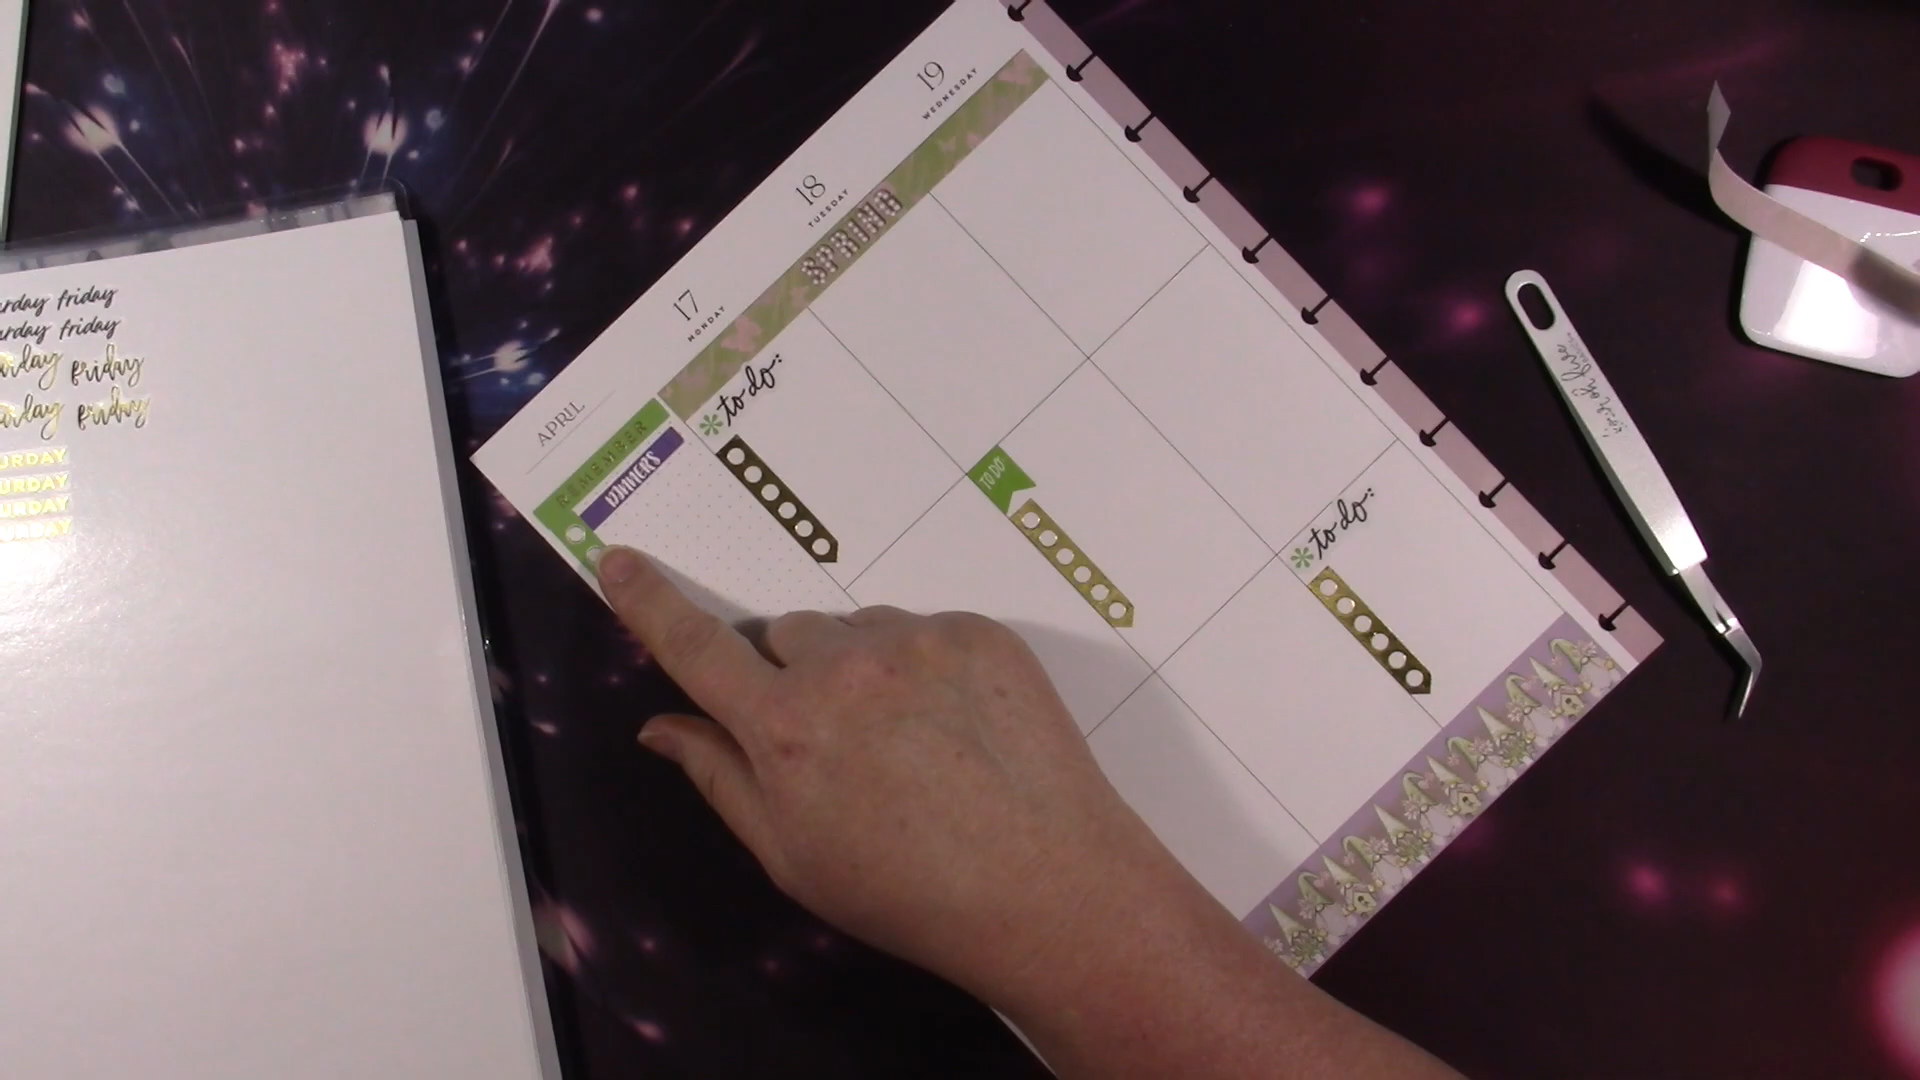 19
WEDNESDAY
18
TUESDAY
SPRING
17
MONDAY
to do:
APRIL
REMEMBER
DINNERS
TO DO
to do:
friday
friday
friday
friday